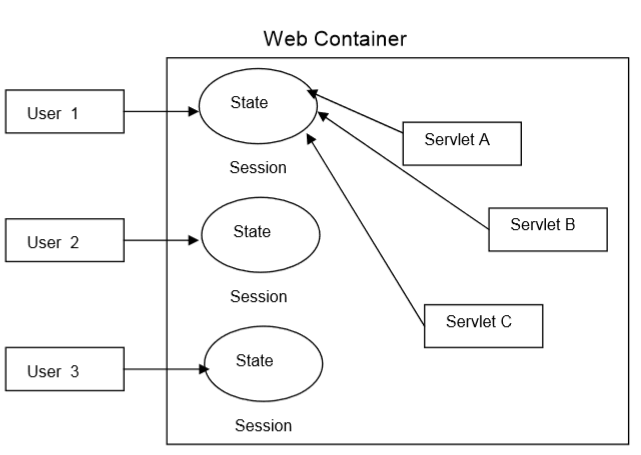 Web Container
User 1
State
Servlet A
Session
User 2
State
Servlet B
Session
Servlet C
User 3
State
Session